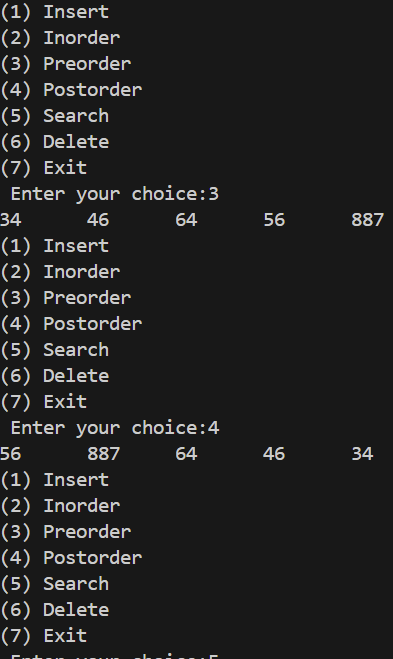 (1) Insert
(2) Inorder
(3) Preorder
(4) Postorder
(5) Search
(6) Delete
(7) Exit
 Enter your choice:3
34      46      64      56      887
(1) Insert
(2) Inorder
(3) Preorder
(4) Postorder
(5) Search
(6) Delete
(7) Exit
 Enter your choice:4
56      887     64      46      34
(1) Insert
(2) Inorder
(3) Preorder
(4) Postorder
(5) Search
(6) Delete
(7) Exit
 Enter your choice:5